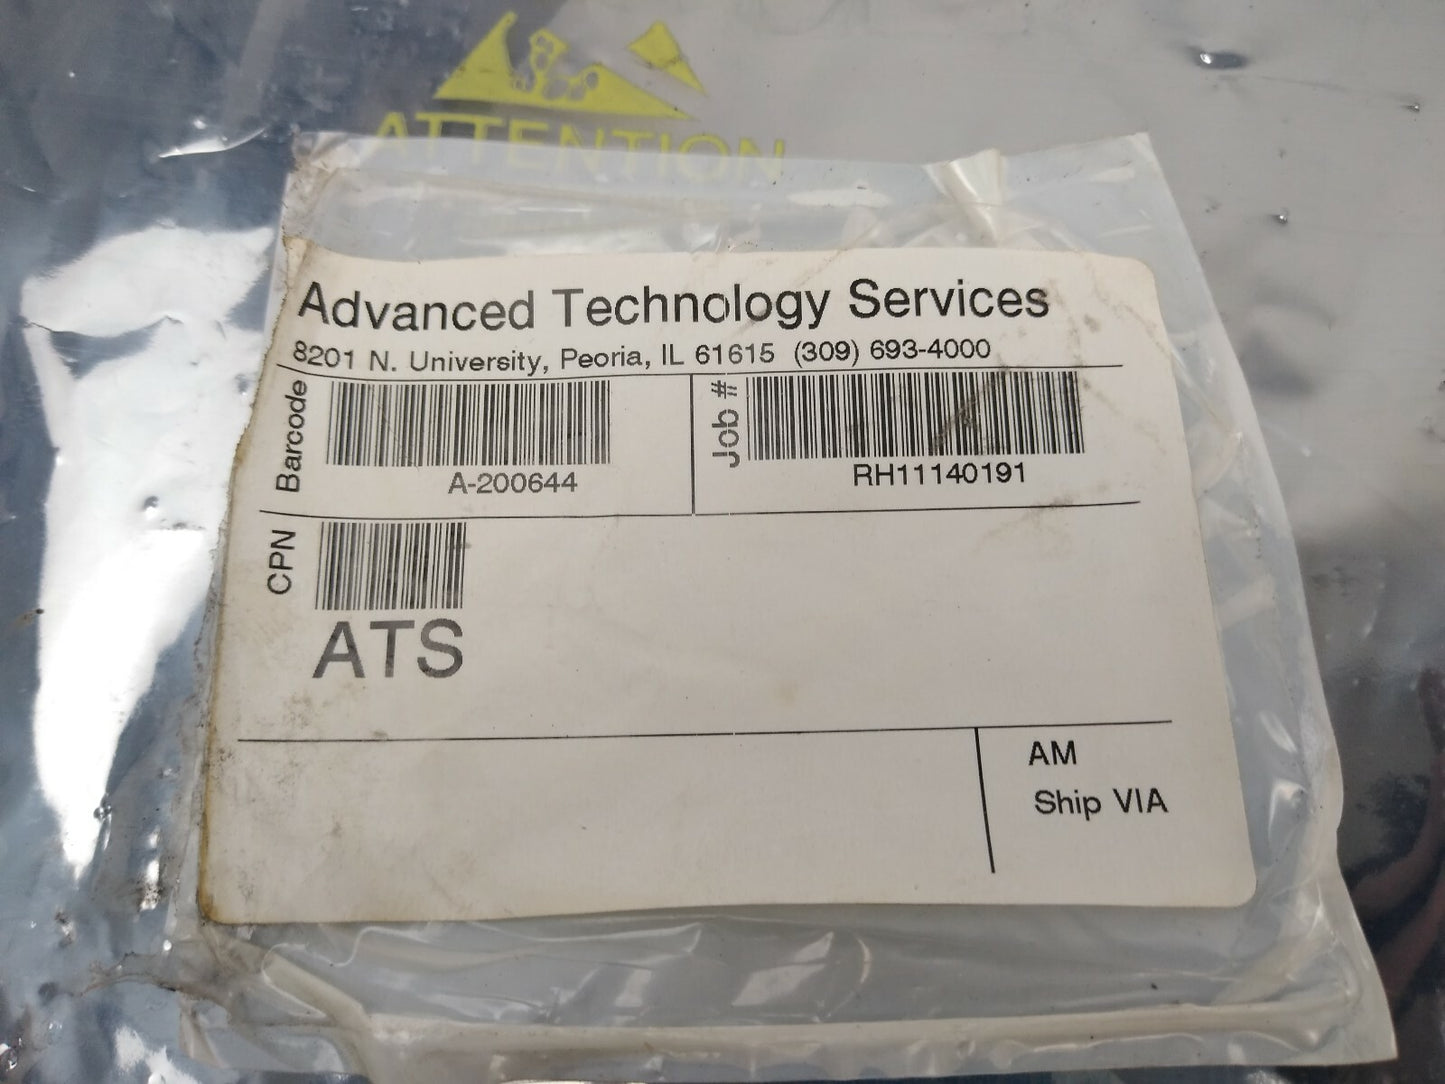 ATTENTION
Advanced Technology Services
8201 N. University, Peoria, IL 61615 (309) 693-4000
Barcode
A-200644
Job #
RH11140191
CPN
ATS
AM
Ship VIA